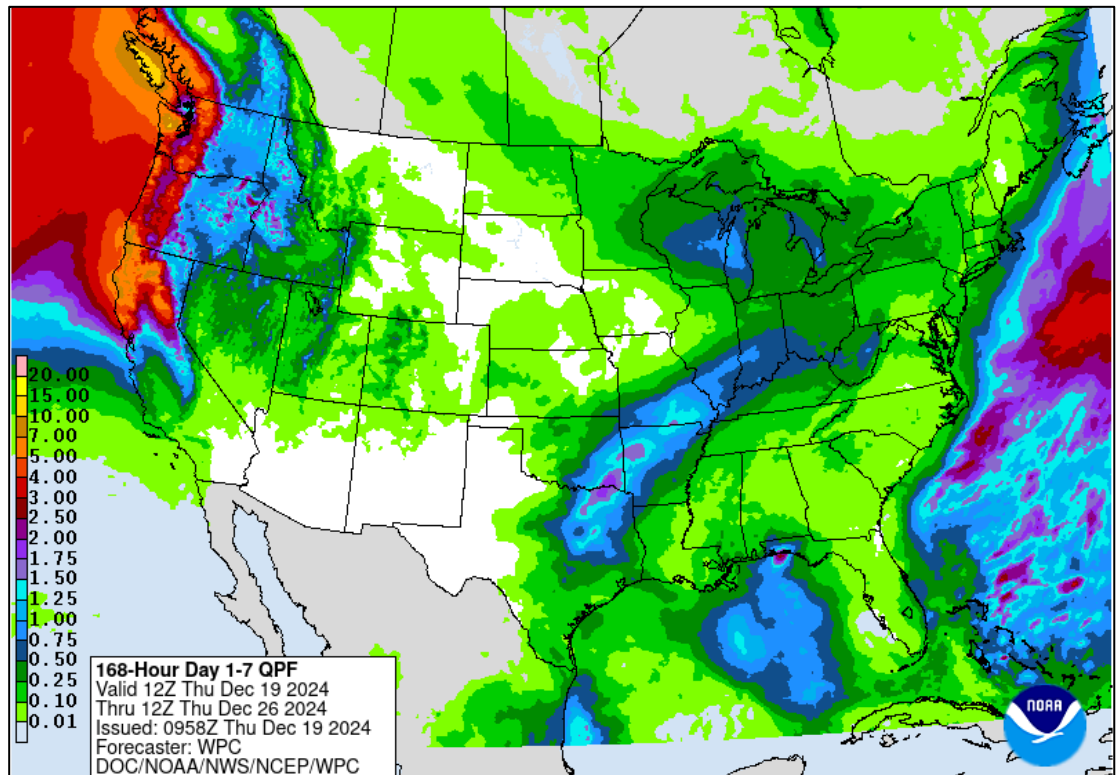 20.00
15.00
10.00
7.00
5.00
4.00
3.00
2.50
2.00
1.75
1.50
1.25
1.00
0.75
0.50
0.25
0.10
0.01
168-Hour Day 1-7 QPF
Valid 12Z Thu Dec 19 2024
Thru 12Z Thu Dec 26 2024
Issued: 0958Z Thu Dec 19 2024
Forecaster: WPC
DOC/NOAA/NWS/NCEP/WPC
NOAA